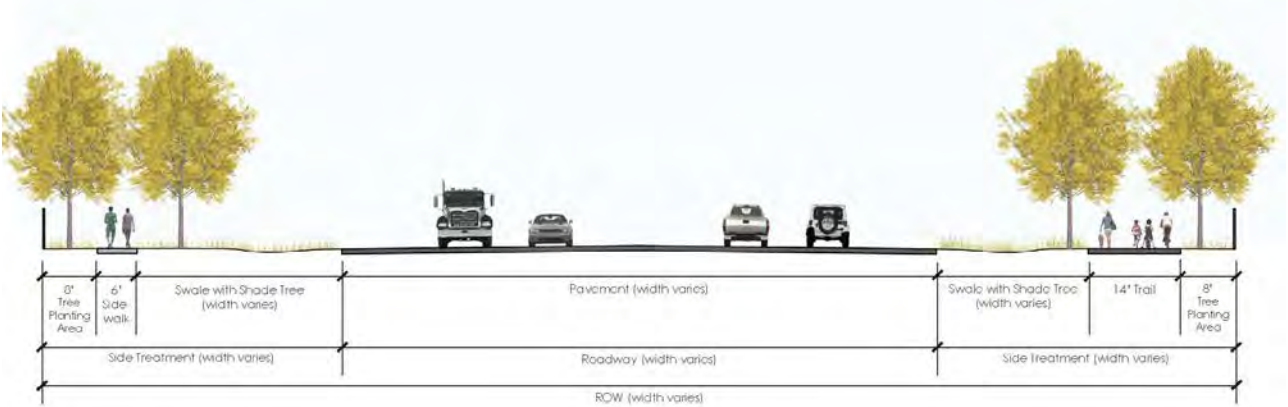 8'
Tree
Planting
Area
6'
Side
walk
Swale with Shade Tree
(width varies)
Pavement (width varies)
Swale with Shade Tree
(width varies)
14' Trail
8'
Tree
Planting
Area
Side Treatment (width varies)
Roadway (width varies)
Side Treatment (width varies)
ROW (width varies)